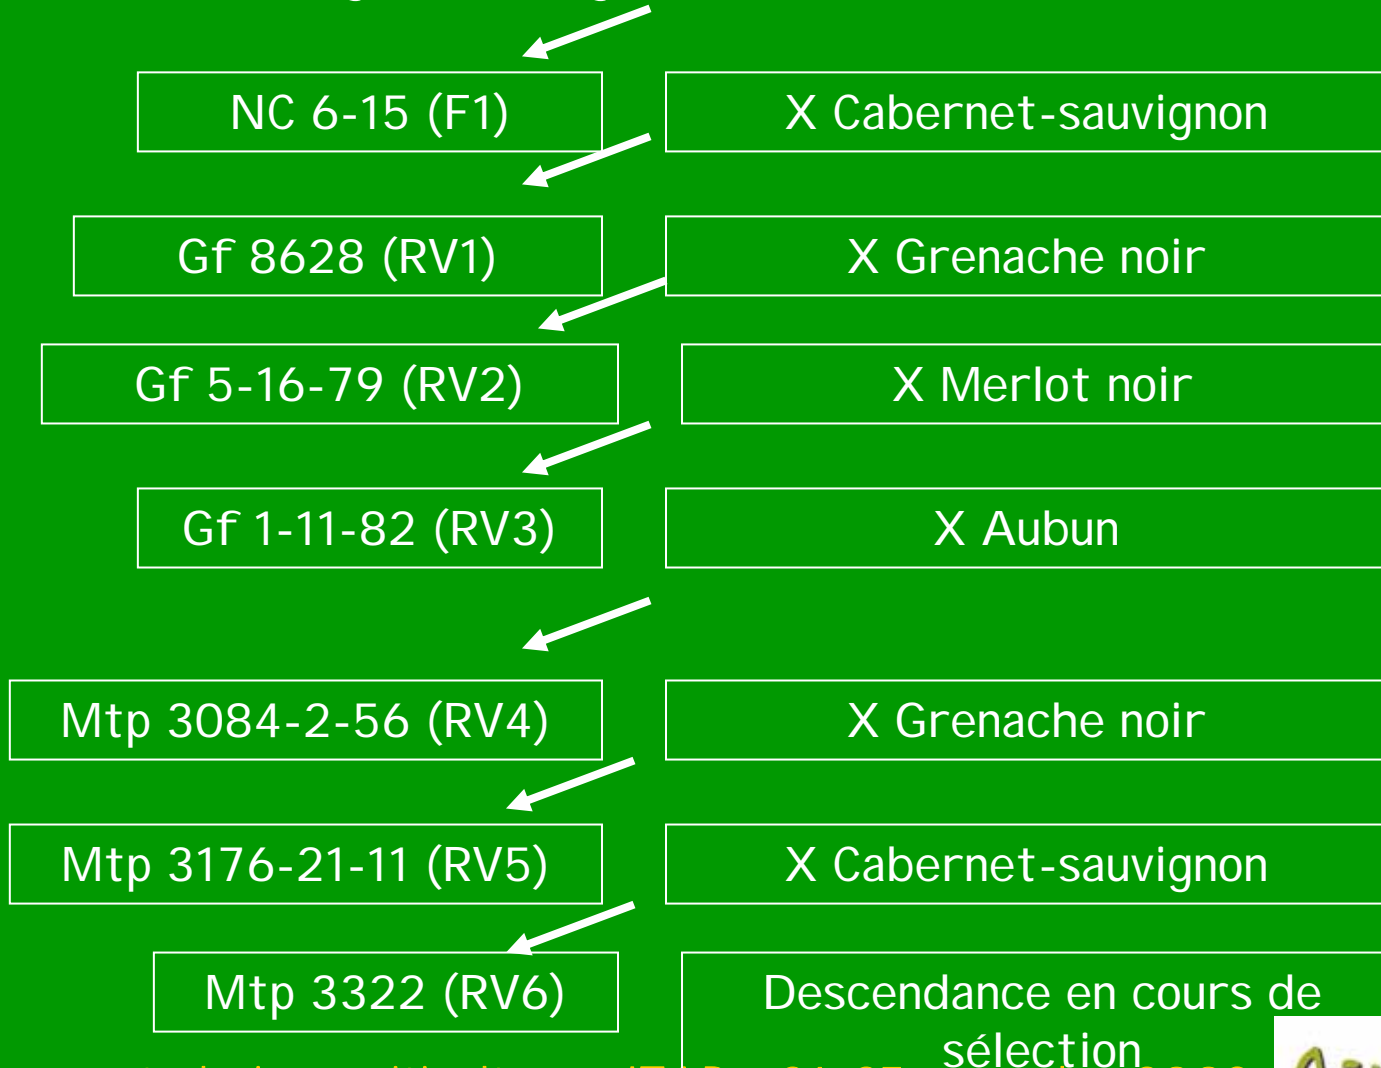 NC 6-15 (F1)
X Cabernet-sauvignon
Gf 8628 (RV1)
X Grenache noir
Gf 5-16-79 (RV2)
X Merlot noir
Gf 1-11-82 (RV3)
X Aubun
Mtp 3084-2-56 (RV4)
X Grenache noir
Mtp 3176-21-11 (RV5)
X Cabernet-sauvignon
Mtp 3322 (RV6)
Descendance en cours de
sélection